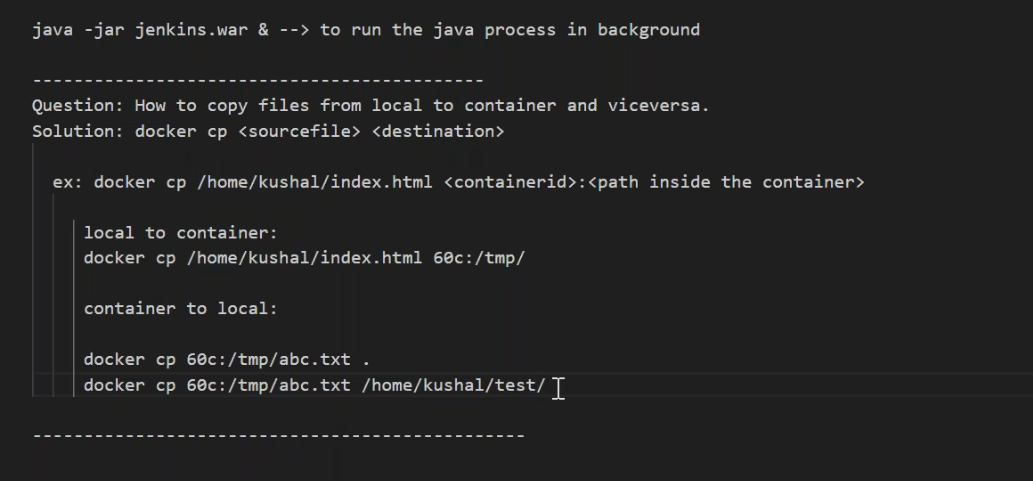 java -jar jenkins.war & --> to run the java process in background
--------------------------------------------
Question: How to copy files from local to container and viceversa.
Solution: docker cp <sourcefile> <destination>
ex: docker cp /home/kushal/index.html <containerid>:<path inside the container>
local to container:
docker cp /home/kushal/index.html 60c:/tmp/
container to local:
docker cp 60c:/tmp/abc.txt .
docker cp 60c:/tmp/abc.txt /home/kushal/test/
------------------------------------------------